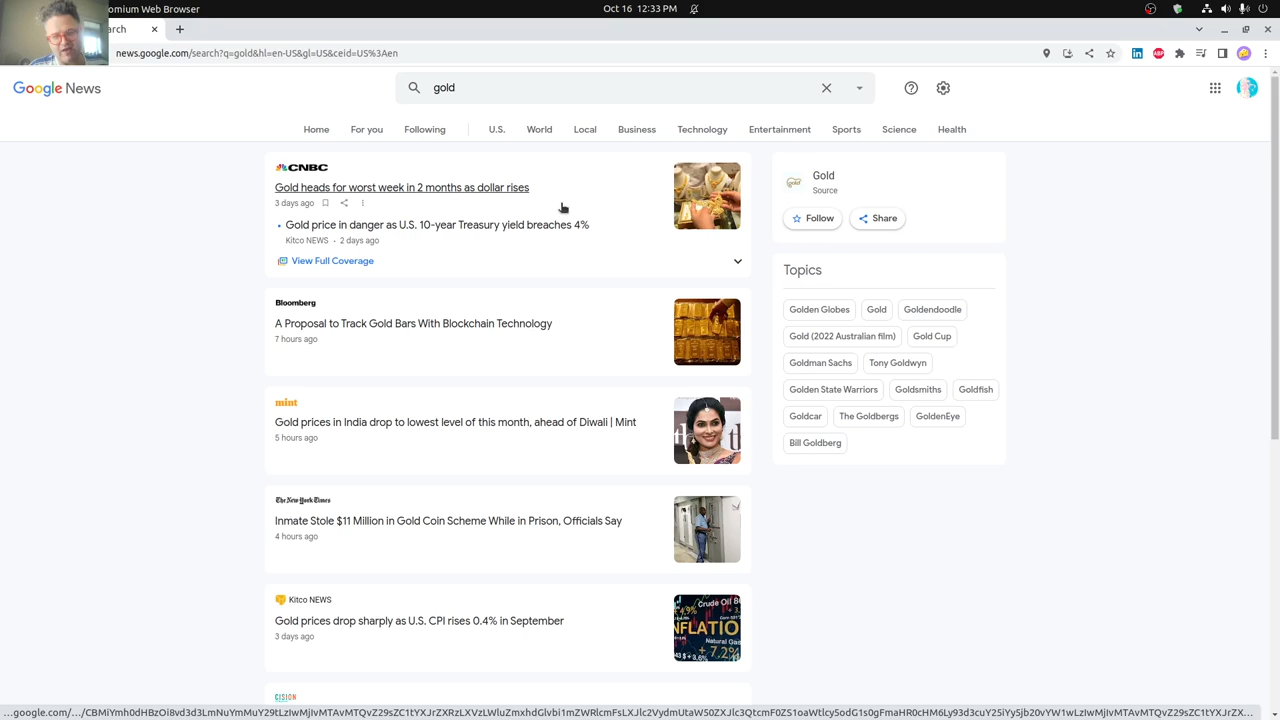 omium Web Browser
Oct 16 12:33 PM
arch
news.google.com/search?q=gold&hl=en-US&gl=US&ceid=US%3Aen
Google News
gold
Home For you Following U.S. World Local Business Technology Entertainment Sports Science Health
CNBC
Gold heads for worst week in 2 months as dollar rises
3 days ago
Gold price in danger as U.S. 10-year Treasury yield breaches 4%
Kitco NEWS · 2 days ago
View Full Coverage
Bloomberg
A Proposal to Track Gold Bars With Blockchain Technology
7 hours ago
mint
Gold prices in India drop to lowest level of this month, ahead of Diwali | Mint
5 hours ago
The New York Times
Inmate Stole $11 Million in Gold Coin Scheme While in Prison, Officials Say
4 hours ago
Kitco NEWS
Gold prices drop sharply as U.S. CPI rises 0.4% in September
3 days ago
Crude Oil
NFLATIO
Natural Ga
+ 7.2%
CISION
Gold
Source
Follow Share
Topics
Golden Globes Gold Goldendoodle
Gold (2022 Australian film) Gold Cup
Goldman Sachs Tony Goldwyn
Golden State Warriors Goldsmiths Goldfish
Goldcar The Goldbergs GoldenEye
Bill Goldberg